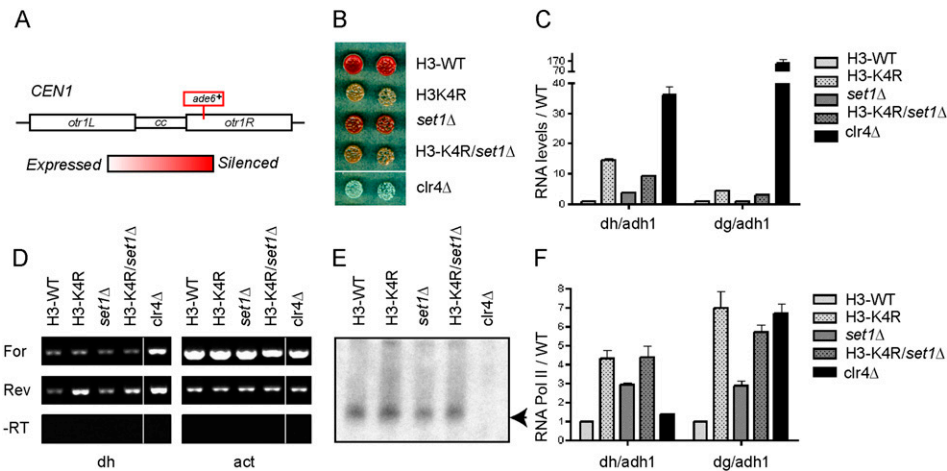 A
CEN1
ade6+
otr1L
cc
otr1R
Expressed
Silenced
B
H3-WT
H3K4R
set1Δ
H3-K4R/set1Δ
clr4Δ
C
RNA levels / WT
170
70
40
30
20
10
0
dh/adh1
dg/adh1
H3-WT
H3-K4R
set1Δ
H3-K4R/set1Δ
clr4Δ
D
H3-WT
H3-K4R
set1Δ
H3-K4R/set1Δ
clr4Δ
H3-WT
H3-K4R
set1Δ
H3-K4R/set1Δ
clr4Δ
For
Rev
-RT
dh
act
E
H3-WT
H3-K4R
set1Δ
H3-K4R/set1Δ
clr4Δ
F
RNA Pol II / WT
8
7
6
5
4
3
2
1
0
dh/adh1
dg/adh1
H3-WT
H3-K4R
set1Δ
H3-K4R/set1Δ
clr4Δ